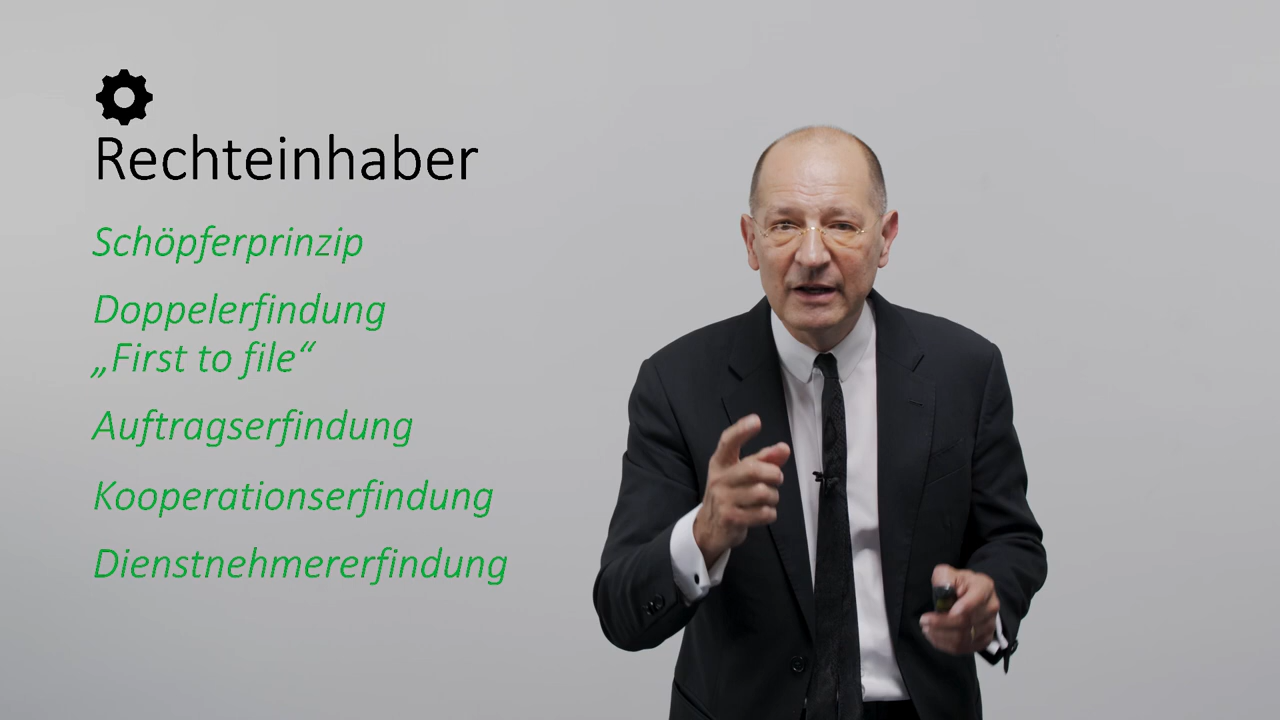 Rechteinhaber
Schöpferprinzip
Doppelerfindung
„First to file“
Auftragserfindung
Kooperationserfindung
Dienstnehmererfindung